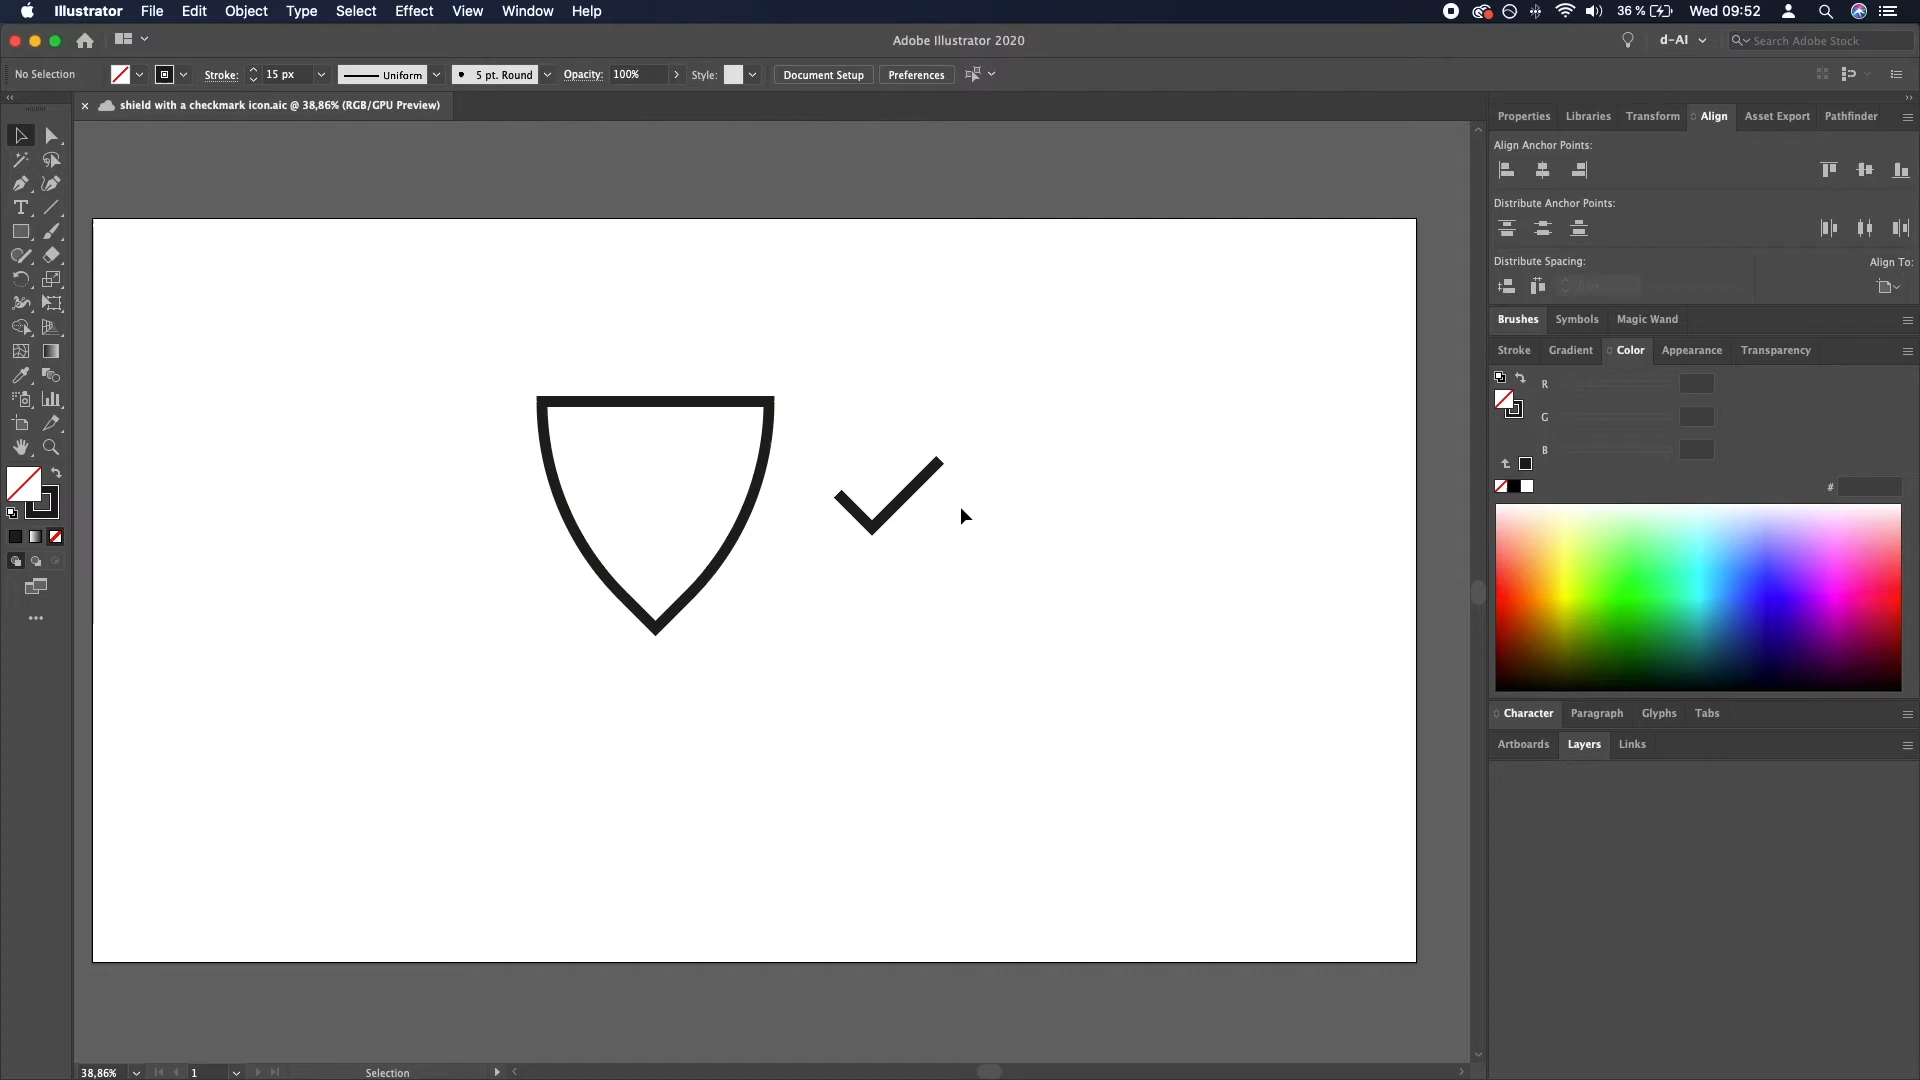 Illustrator File Edit Object Type Select Effect View Window Help 36 % Wed 09:52
Adobe Illustrator 2020 d-AI Search Adobe Stock
No Selection Stroke: 15 px Uniform 5 pt. Round Opacity: 100% Style: Document Setup Preferences
shield with a checkmark icon.aic @ 38,86% (RGB/GPU Preview)
Properties Libraries Transform Align Asset Export Pathfinder
Align Anchor Points:
Distribute Anchor Points:
Distribute Spacing: Align To:
Brushes Symbols Magic Wand
Stroke Gradient Color Appearance Transparency
R
G
B
#
Character Paragraph Glyphs Tabs
Artboards Layers Links
38,86% 1 Selection